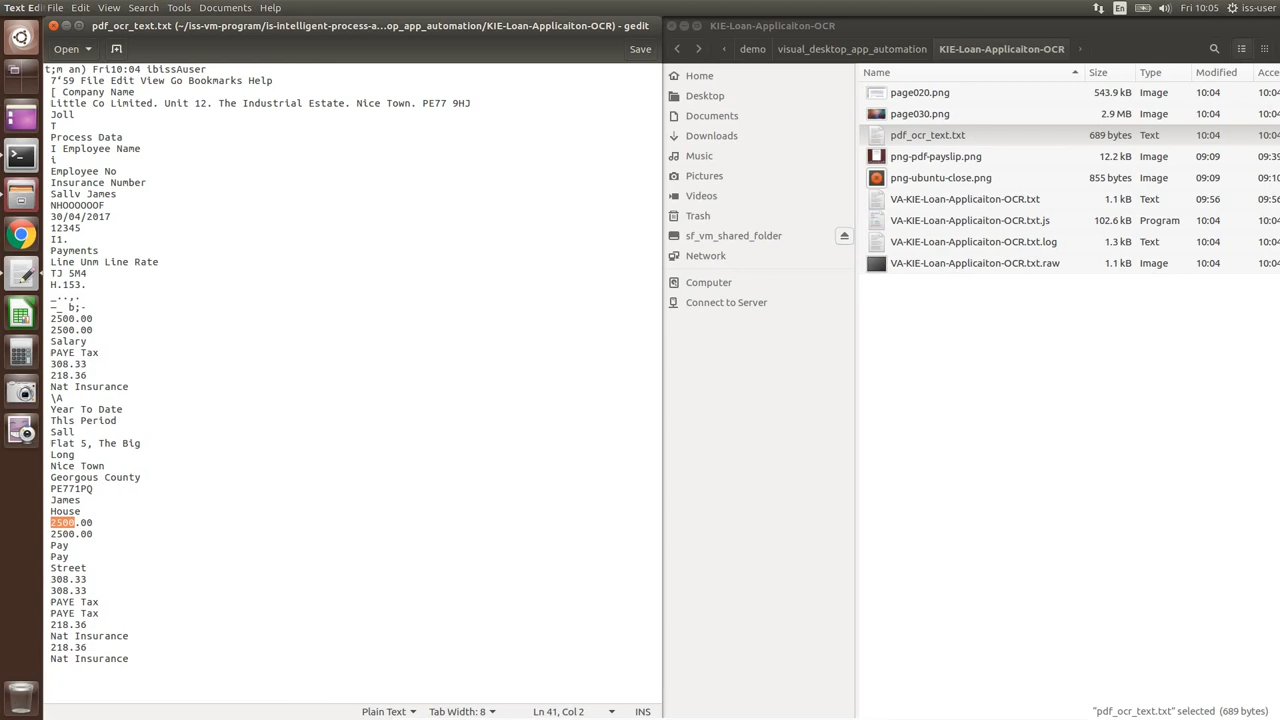 Text Edi File Edit View Search Tools Documents Help
En Fri 10:05 iss-user
pdf_ocr_text.txt (~/iss-vm-program/is-intelligent-process-a...op_app_automation/KIE-Loan-Applicaiton-OCR) - gedit
Open Save
t;m an) Fri10:04 ibissAuser
7‘59 File Edit View Go Bookmarks Help
[ Company Name
Little Co Limited. Unit 12. The Industrial Estate. Nice Town. PE77 9HJ
Joll
T
Process Data
I Employee Name
i
Employee No
Insurance Number
Sallv James
NHOOOOOOF
30/04/2017
12345
I1.
Payments
Line Unm Line Rate
TJ 5M4
H.153.
_..,.
—_ b;-
2500.00
2500.00
Salary
PAYE Tax
308.33
218.36
Nat Insurance
\A
Year To Date
Thls Period
Sall
Flat 5, The Big
Long
Nice Town
Georgous County
PE771PQ
James
House
2500.00
2500.00
Pay
Pay
Street
308.33
308.33
PAYE Tax
PAYE Tax
218.36
Nat Insurance
218.36
Nat Insurance
Plain Text Tab Width: 8 Ln 41, Col 2 INS
KIE-Loan-Applicaiton-OCR
demo visual_desktop_app_automation KIE-Loan-Applicaiton-OCR
Home
Desktop
Documents
Downloads
Music
Pictures
Videos
Trash
sf_vm_shared_folder
Network
Computer
Connect to Server
Name Size Type Modified Acce
page020.png 543.9 kB Image 10:04 10:04
page030.png 2.9 MB Image 10:04 10:04
pdf_ocr_text.txt 689 bytes Text 10:04 10:04
png-pdf-payslip.png 12.2 kB Image 09:09 09:39
png-ubuntu-close.png 855 bytes Image 09:09 09:10
VA-KIE-Loan-Applicaiton-OCR.txt 1.1 kB Text 09:56 09:56
VA-KIE-Loan-Applicaiton-OCR.txt.js 102.6 kB Program 10:04 10:04
VA-KIE-Loan-Applicaiton-OCR.txt.log 1.3 kB Text 10:04 10:04
VA-KIE-Loan-Applicaiton-OCR.txt.raw 1.1 kB Image 10:04 10:04
"pdf_ocr_text.txt" selected (689 bytes)